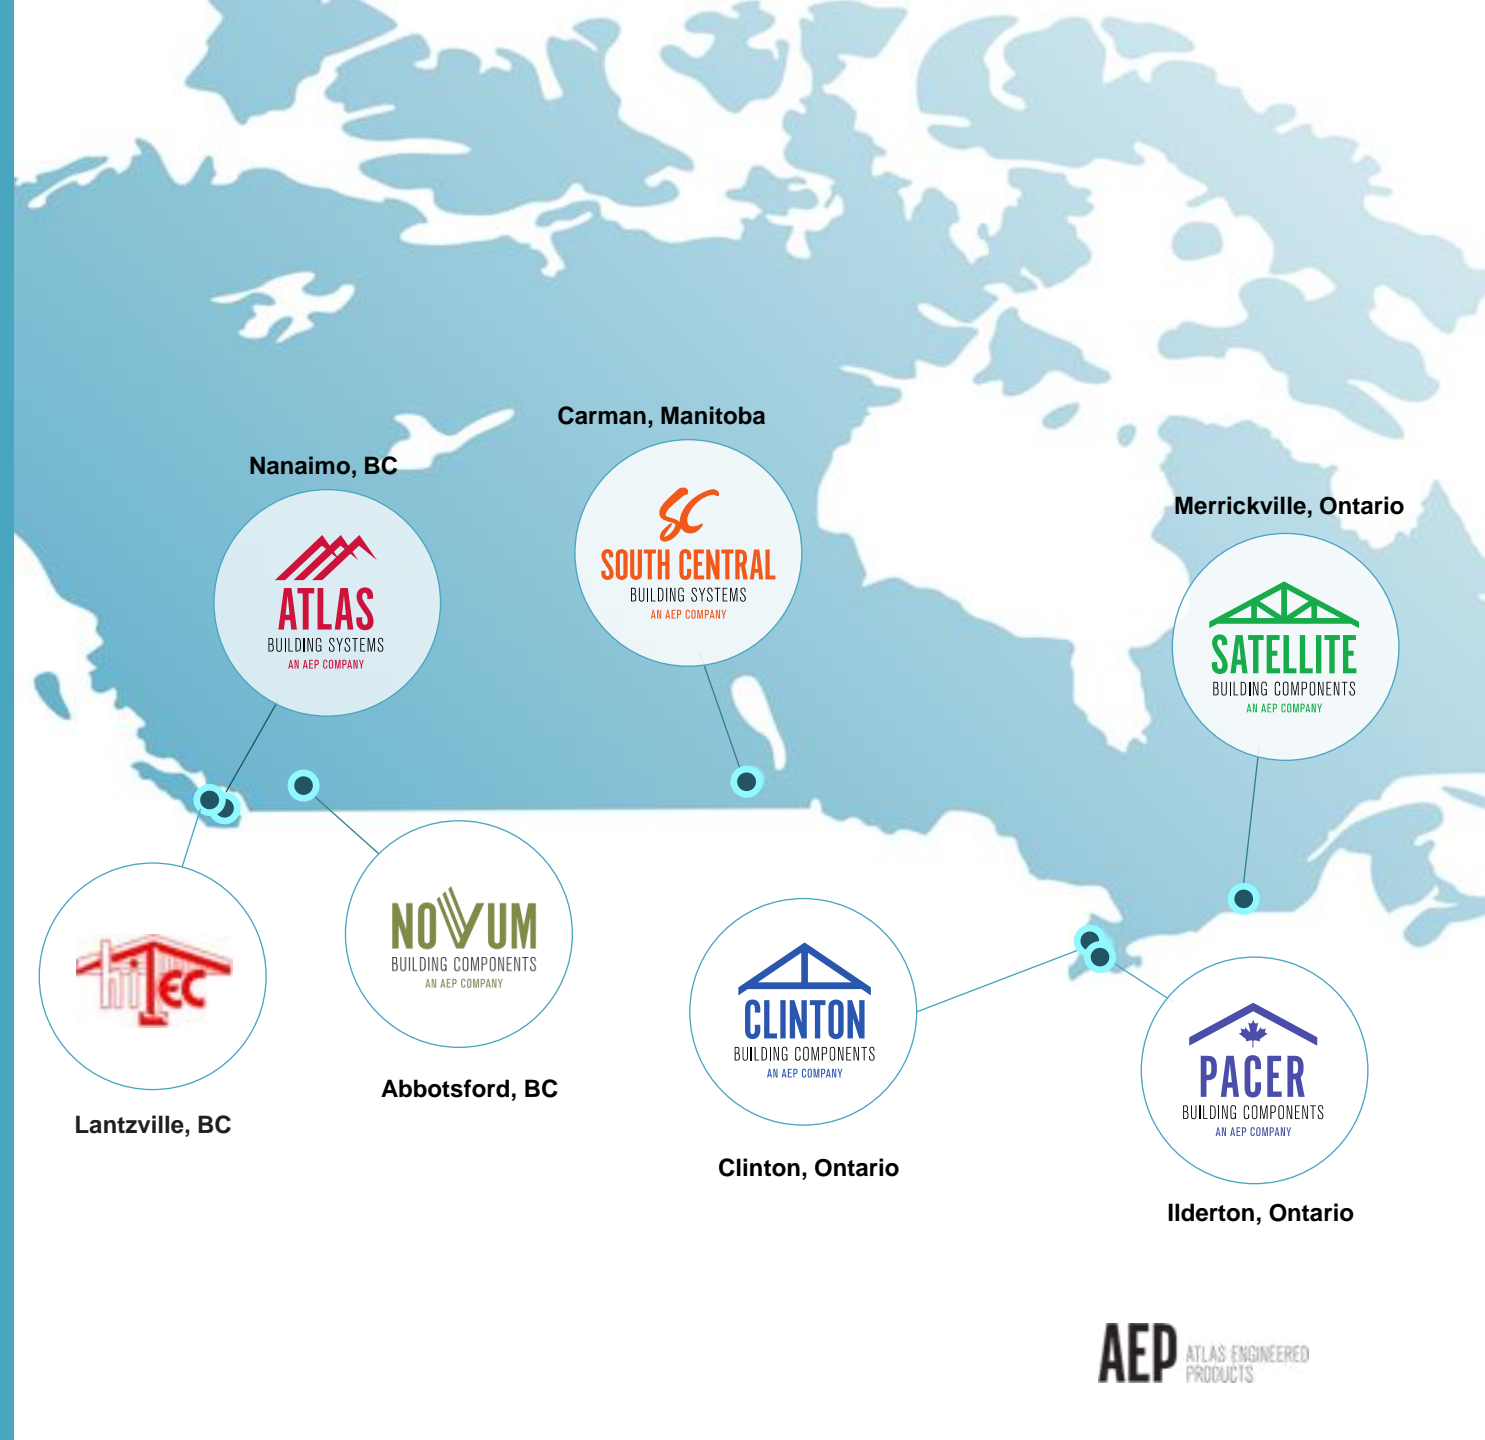 Carman, Manitoba
SC
SOUTH CENTRAL
BUILDING SYSTEMS
AN AEP COMPANY
Nanaimo, BC
ATLAS
BUILDING SYSTEMS
AN AEP COMPANY
Merrickville, Ontario
SATELLITE
BUILDING COMPONENTS
AN AEP COMPANY
hiTEC
Lantzville, BC
NOVUM
BUILDING COMPONENTS
AN AEP COMPANY
Abbotsford, BC
CLINTON
BUILDING COMPONENTS
AN AEP COMPANY
Clinton, Ontario
PACER
BUILDING COMPONENTS
AN AEP COMPANY
Ilderton, Ontario
AEP ATLAS ENGINEERED
PRODUCTS